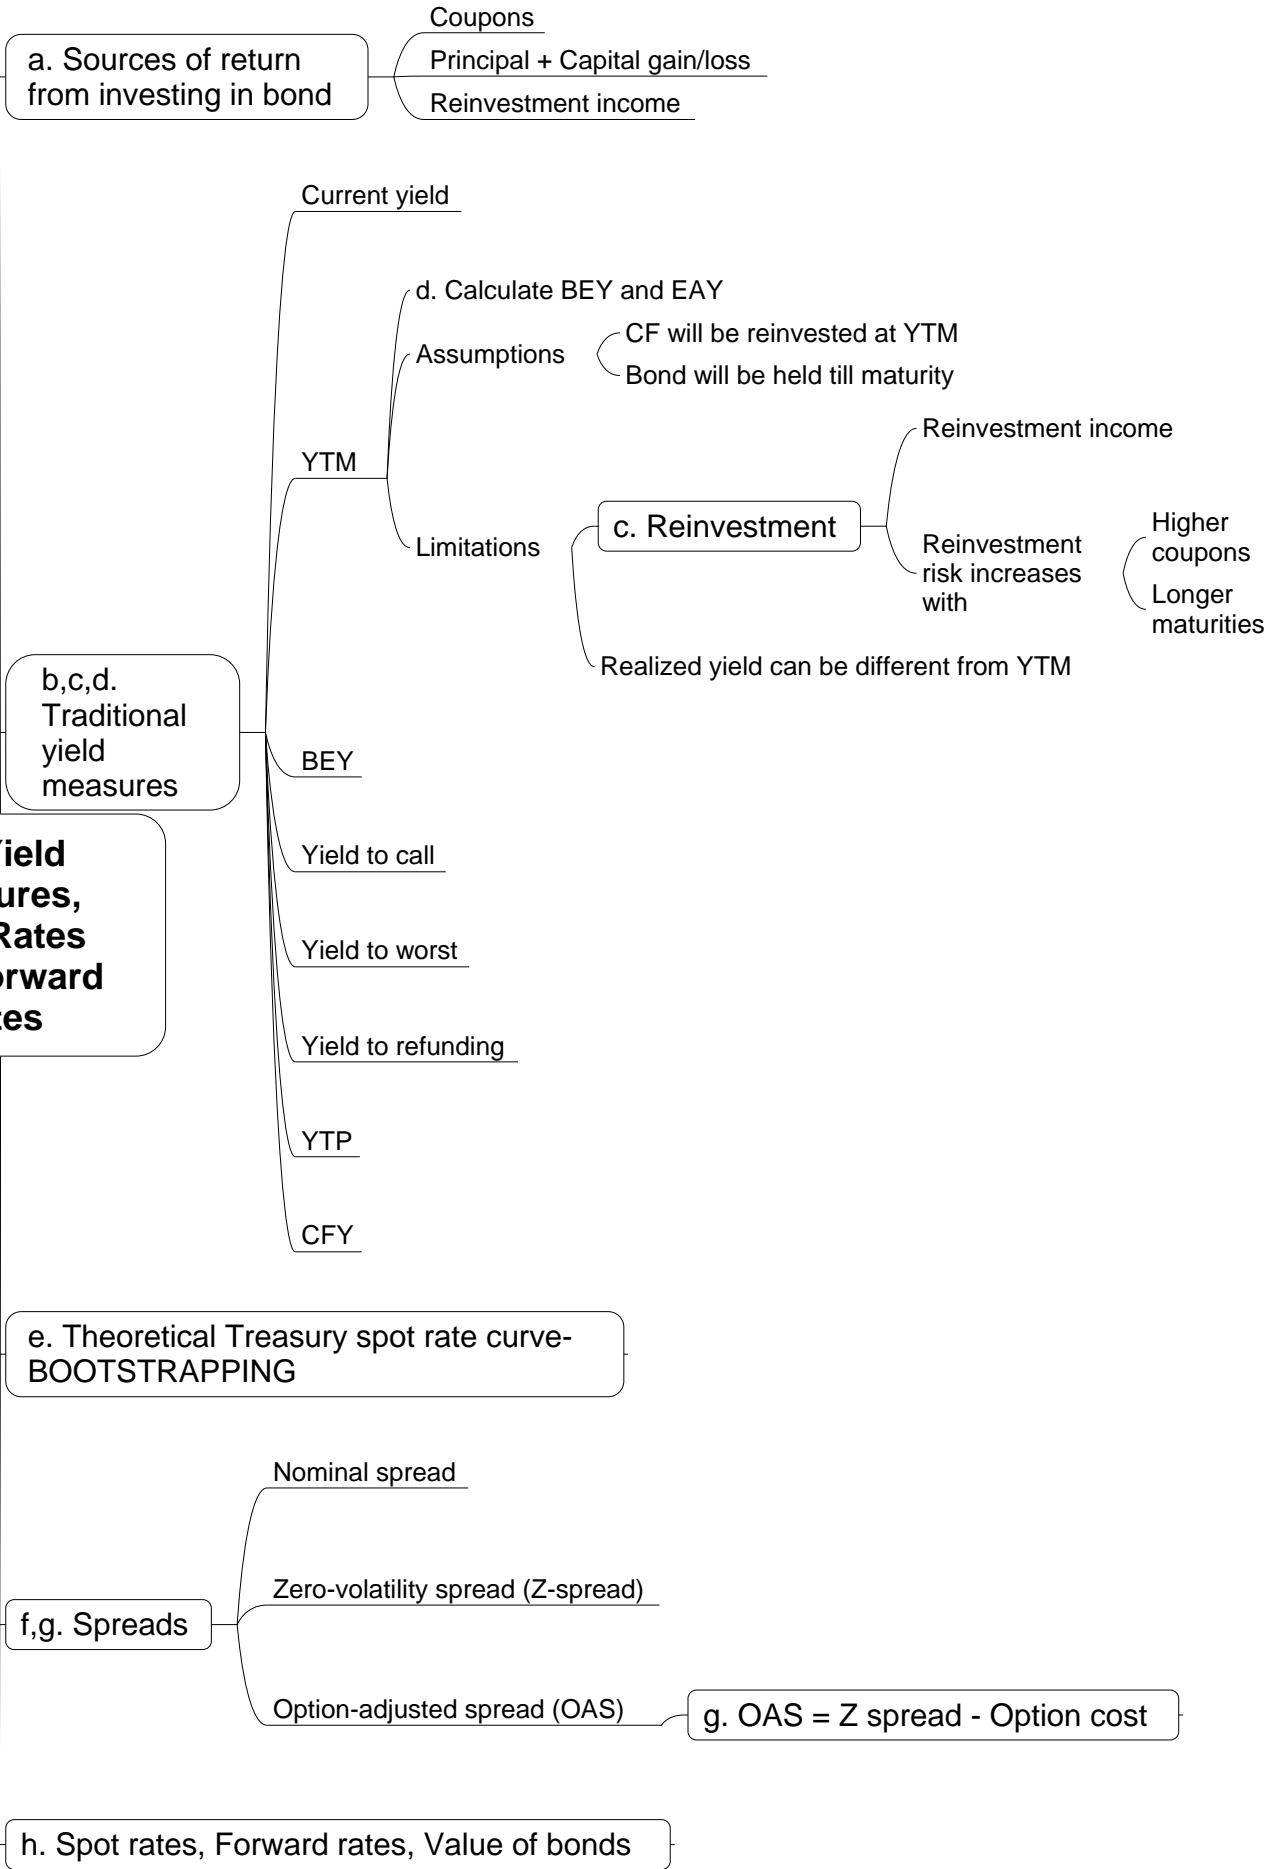 Coupons
a. Sources of return
from investing in bond
Principal + Capital gain/loss
Reinvestment income
Current yield
d. Calculate BEY and EAY
Assumptions
CF will be reinvested at YTM
Bond will be held till maturity
YTM
Limitations
c. Reinvestment
Reinvestment income
Reinvestment
risk increases
with
Higher
coupons
Longer
maturities
Realized yield can be different from YTM
b,c,d.
Traditional
yield
measures
BEY
Yield to call
Yield to worst
Yield to refunding
YTP
CFY
ield
ures,
Rates
orward
tes
e. Theoretical Treasury spot rate curve-
BOOTSTRAPPING
Nominal spread
Zero-volatility spread (Z-spread)
f,g. Spreads
Option-adjusted spread (OAS)
g. OAS = Z spread - Option cost
h. Spot rates, Forward rates, Value of bonds